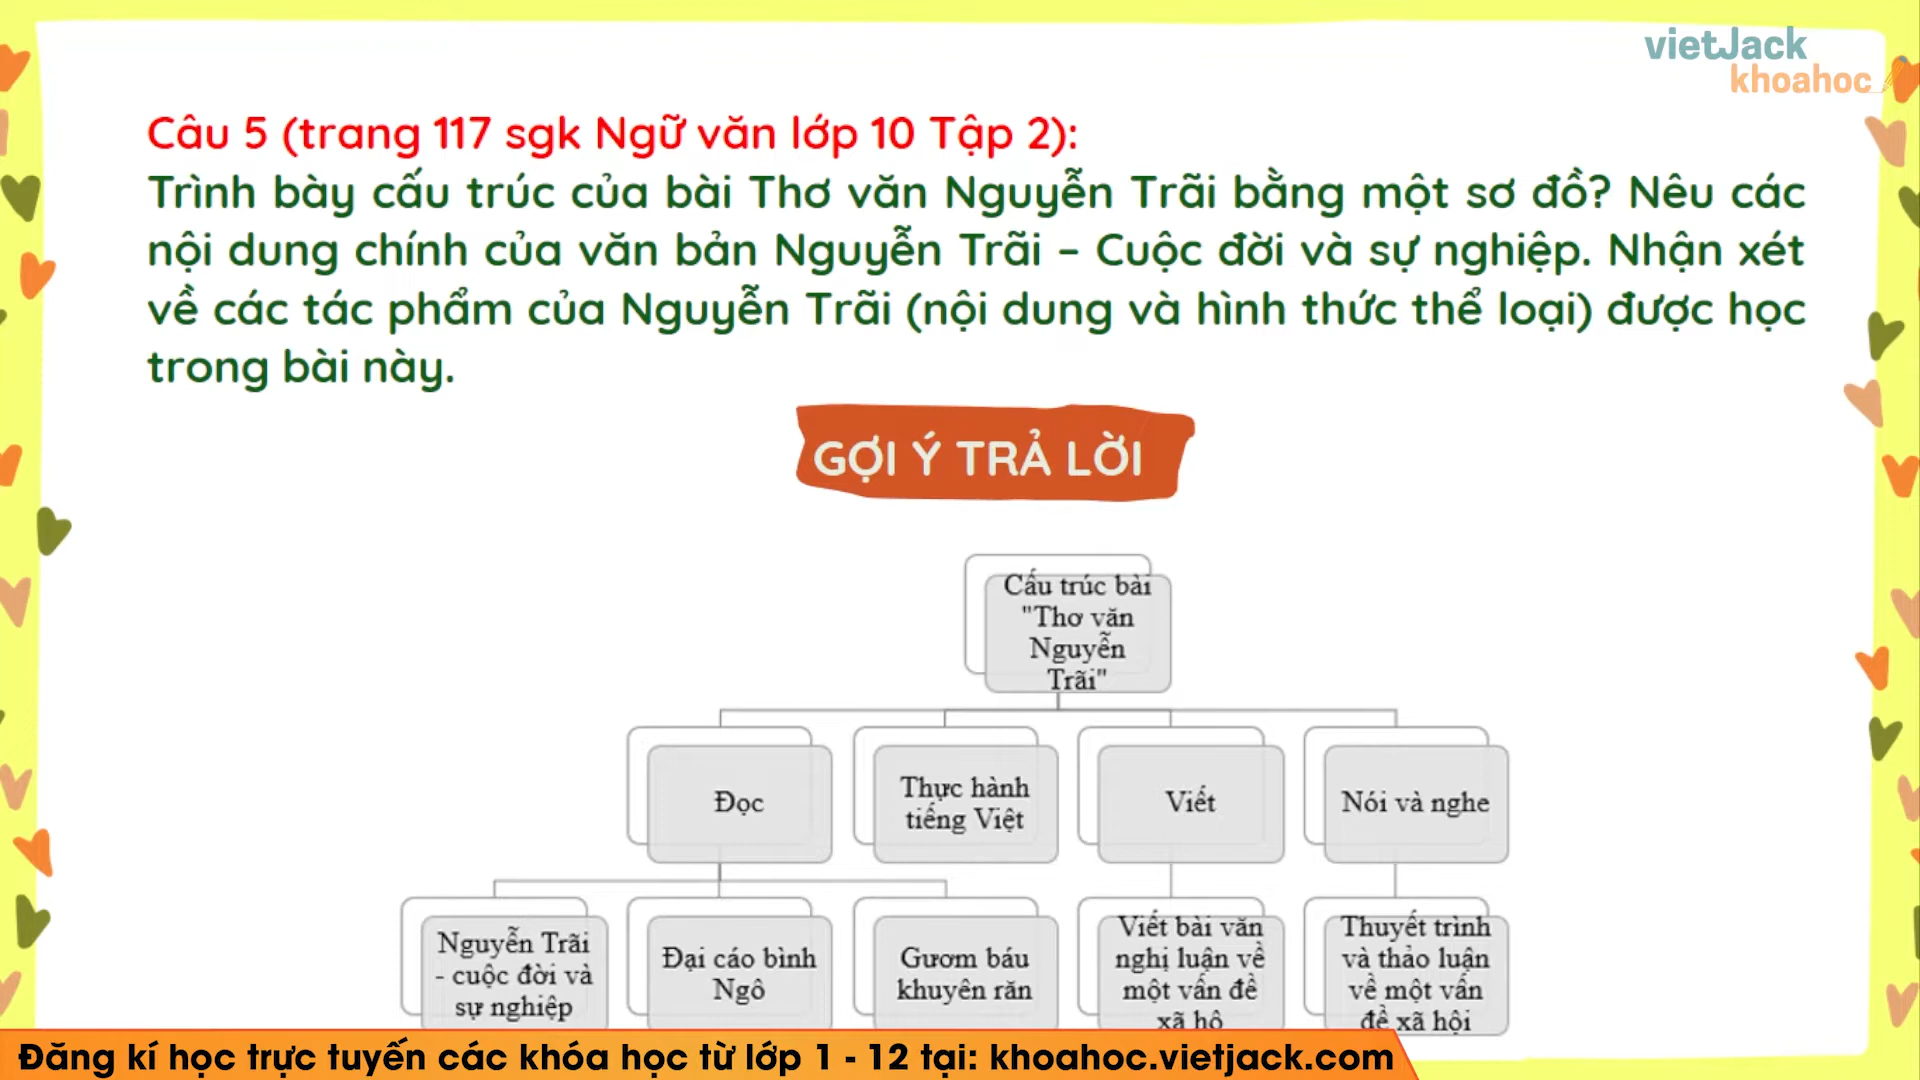 vietJack
khoahoc
Câu 5 (trang 117 sgk Ngữ văn lớp 10 Tập 2):
Trình bày cấu trúc của bài Thơ văn Nguyễn Trãi bằng một sơ đồ? Nêu các
nội dung chính của văn bản Nguyễn Trãi – Cuộc đời và sự nghiệp. Nhận xét
về các tác phẩm của Nguyễn Trãi (nội dung và hình thức thể loại) được học
trong bài này.
GỢI Ý TRẢ LỜI
Cấu trúc bài
"Thơ văn
Nguyễn
Trãi"
Đọc
Thực hành
tiếng Việt
Viết
Nói và nghe
Nguyễn Trãi
- cuộc đời và
sự nghiệp
Đại cáo bình
Ngô
Gươm báu
khuyên răn
Viết bài văn
nghị luận về
một vấn đề
xã hộ
Thuyết trình
và thảo luận
về một vấn
đề xã hội
Đăng kí học trực tuyến các khóa học từ lớp 1 - 12 tại: khoahoc.vietjack.com